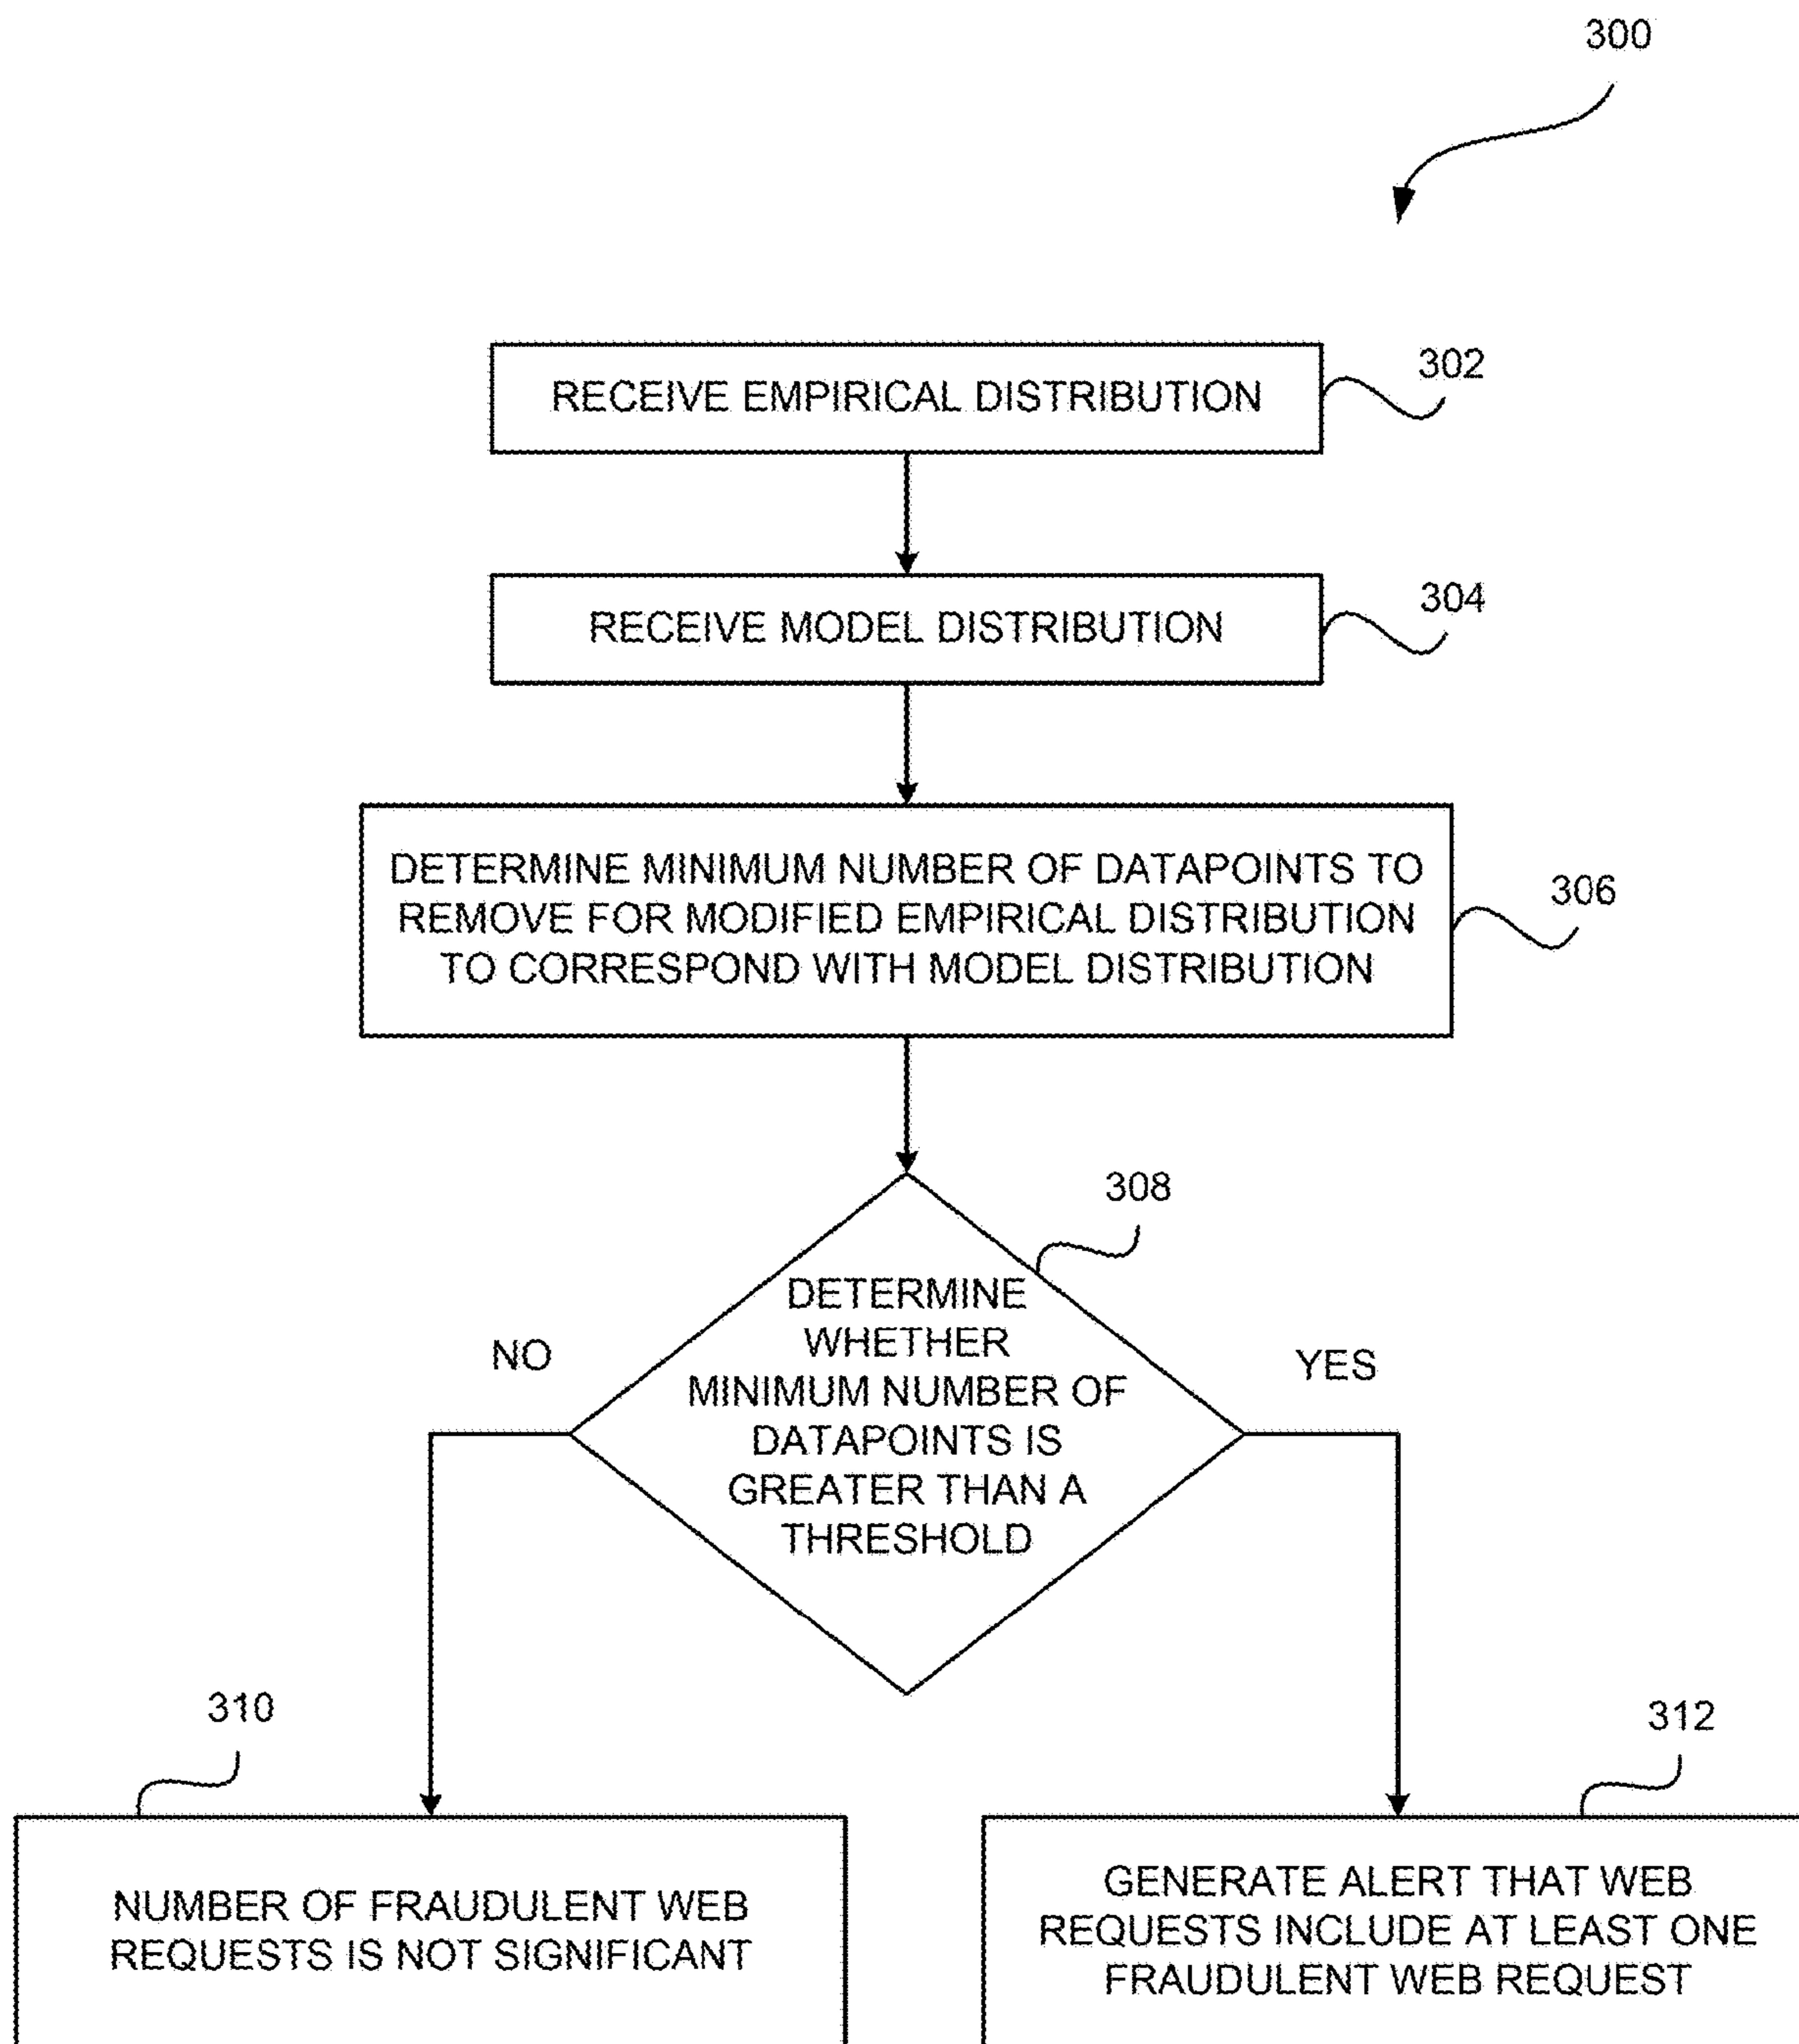 300
RECEIVE EMPIRICAL DISTRIBUTION
302
RECEIVE MODEL DISTRIBUTION
304
DETERMINE MINIMUM NUMBER OF DATAPOINTS TO
REMOVE FOR MODIFIED EMPIRICAL DISTRIBUTION
TO CORRESPOND WITH MODEL DISTRIBUTION
306
308
DETERMINE
WHETHER
MINIMUM NUMBER OF
DATAPOINTS IS
GREATER THAN A
THRESHOLD
NO
YES
310
NUMBER OF FRAUDULENT WEB
REQUESTS IS NOT SIGNIFICANT
312
GENERATE ALERT THAT WEB
REQUESTS INCLUDE AT LEAST ONE
FRAUDULENT WEB REQUEST